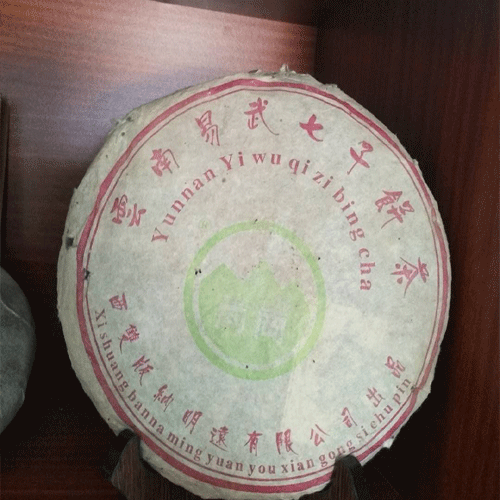 雲南易武七子餅茶
Yunnan Yi wu qi zi bing cha
西雙版納明遠有限公司出品
Xi shuang banna ming yuan you xian gong si chu pin